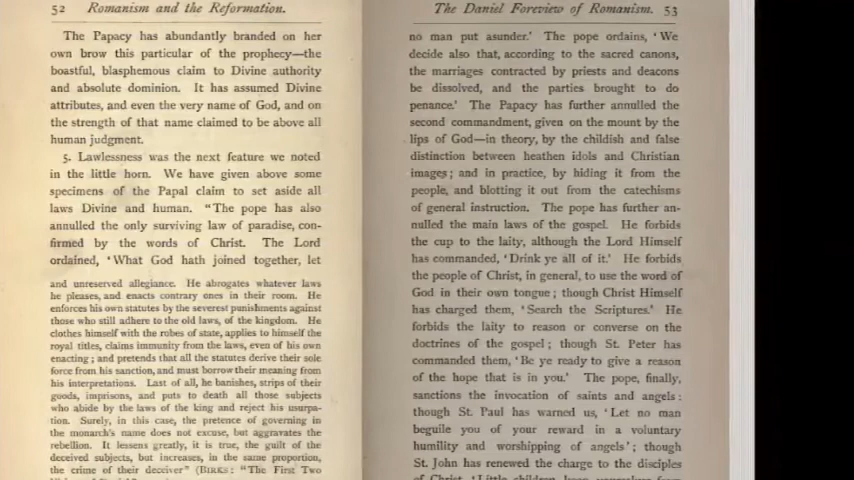 52 Romanism and the Reformation.
The Papacy has abundantly branded on her
own brow this particular of the prophecy—the
boastful, blasphemous claim to Divine authority
and absolute dominion. It has assumed Divine
attributes, and even the very name of God, and on
the strength of that name claimed to be above all
human judgment.
5. Lawlessness was the next feature we noted
in the little horn. We have given above some
specimens of the Papal claim to set aside all
laws Divine and human. “The pope has also
annulled the only surviving law of paradise, con-
firmed by the words of Christ. The Lord
ordained, ‘What God hath joined together, let
and unreserved allegiance. He abrogates whatever laws
he pleases, and enacts contrary ones in their room. He
enforces his own statutes by the severest punishments against
those who still adhere to the old laws, of the kingdom. He
clothes himself with the robes of state, applies to himself the
royal titles, claims immunity from the laws, even of his own
enacting; and pretends that all the statutes derive their sole
force from his sanction, and must borrow their meaning from
his interpretations. Last of all, he banishes, strips of their
goods, imprisons, and puts to death all those subjects
who abide by the laws of the king and reject his usurpa-
tion. Surely, in this case, the pretence of governing in
the monarch's name does not excuse, but aggravates the
rebellion. It lessens greatly, it is true, the guilt of the
deceived subjects, but increases, in the same proportion,
the crime of their deceiver” (BIRKS: “The First Two
The Daniel Foreview of Romanism. 53
no man put asunder.’ The pope ordains, ‘We
decide also that, according to the sacred canons,
the marriages contracted by priests and deacons
be dissolved, and the parties brought to do
penance.’ The Papacy has further annulled the
second commandment, given on the mount by the
lips of God—in theory, by the childish and false
distinction between heathen idols and Christian
images; and in practice, by hiding it from the
people, and blotting it out from the catechisms
of general instruction. The pope has further an-
nulled the main laws of the gospel. He forbids
the cup to the laity, although the Lord Himself
has commanded, ‘Drink ye all of it.’ He forbids
the people of Christ, in general, to use the word of
God in their own tongue; though Christ Himself
has charged them, ‘Search the Scriptures.’ He
forbids the laity to reason or converse on the
doctrines of the gospel; though St. Peter has
commanded them, ‘Be ye ready to give a reason
of the hope that is in you.’ The pope, finally,
sanctions the invocation of saints and angels:
though St. Paul has warned us, ‘Let no man
beguile you of your reward in a voluntary
humility and worshipping of angels’; though
St. John has renewed the charge to the disciples
of Christ, ‘Little children, keep yourselves from